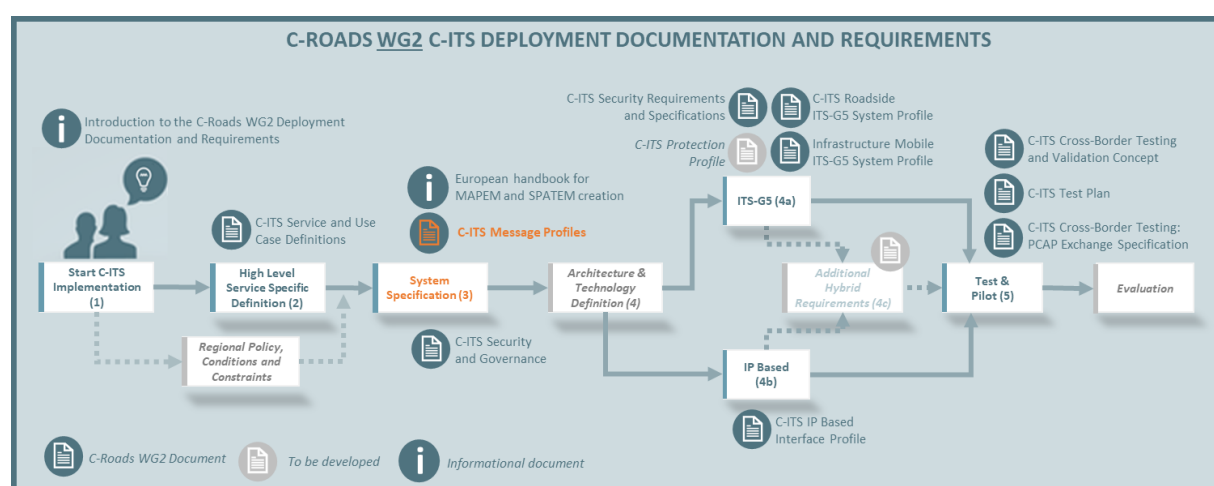 C-ROADS WG2 C-ITS DEPLOYMENT DOCUMENTATION AND REQUIREMENTS
Introduction to the C-Roads WG2 Deployment
Documentation and Requirements
C-ITS Service and Use
Case Definitions
European handbook for
MAPEM and SPATEM creation
C-ITS Message Profiles
C-ITS Security Requirements
and Specifications
C-ITS Roadside
ITS-G5 System Profile
C-ITS Protection
Profile
Infrastructure Mobile
ITS-G5 System Profile
C-ITS Cross-Border Testing
and Validation Concept
C-ITS Test Plan
C-ITS Cross-Border Testing:
PCAP Exchange Specification
Start C-ITS
Implementation
(1)
High Level
Service Specific
Definition (2)
System
Specification (3)
Architecture &
Technology
Definition (4)
ITS-G5 (4a)
Additional
Hybrid
Requirements (4c)
Test &
Pilot (5)
Evaluation
Regional Policy,
Conditions and
Constraints
C-ITS Security
and Governance
IP Based
(4b)
C-ITS IP Based
Interface Profile
C-Roads WG2 Document
To be developed
Informational document